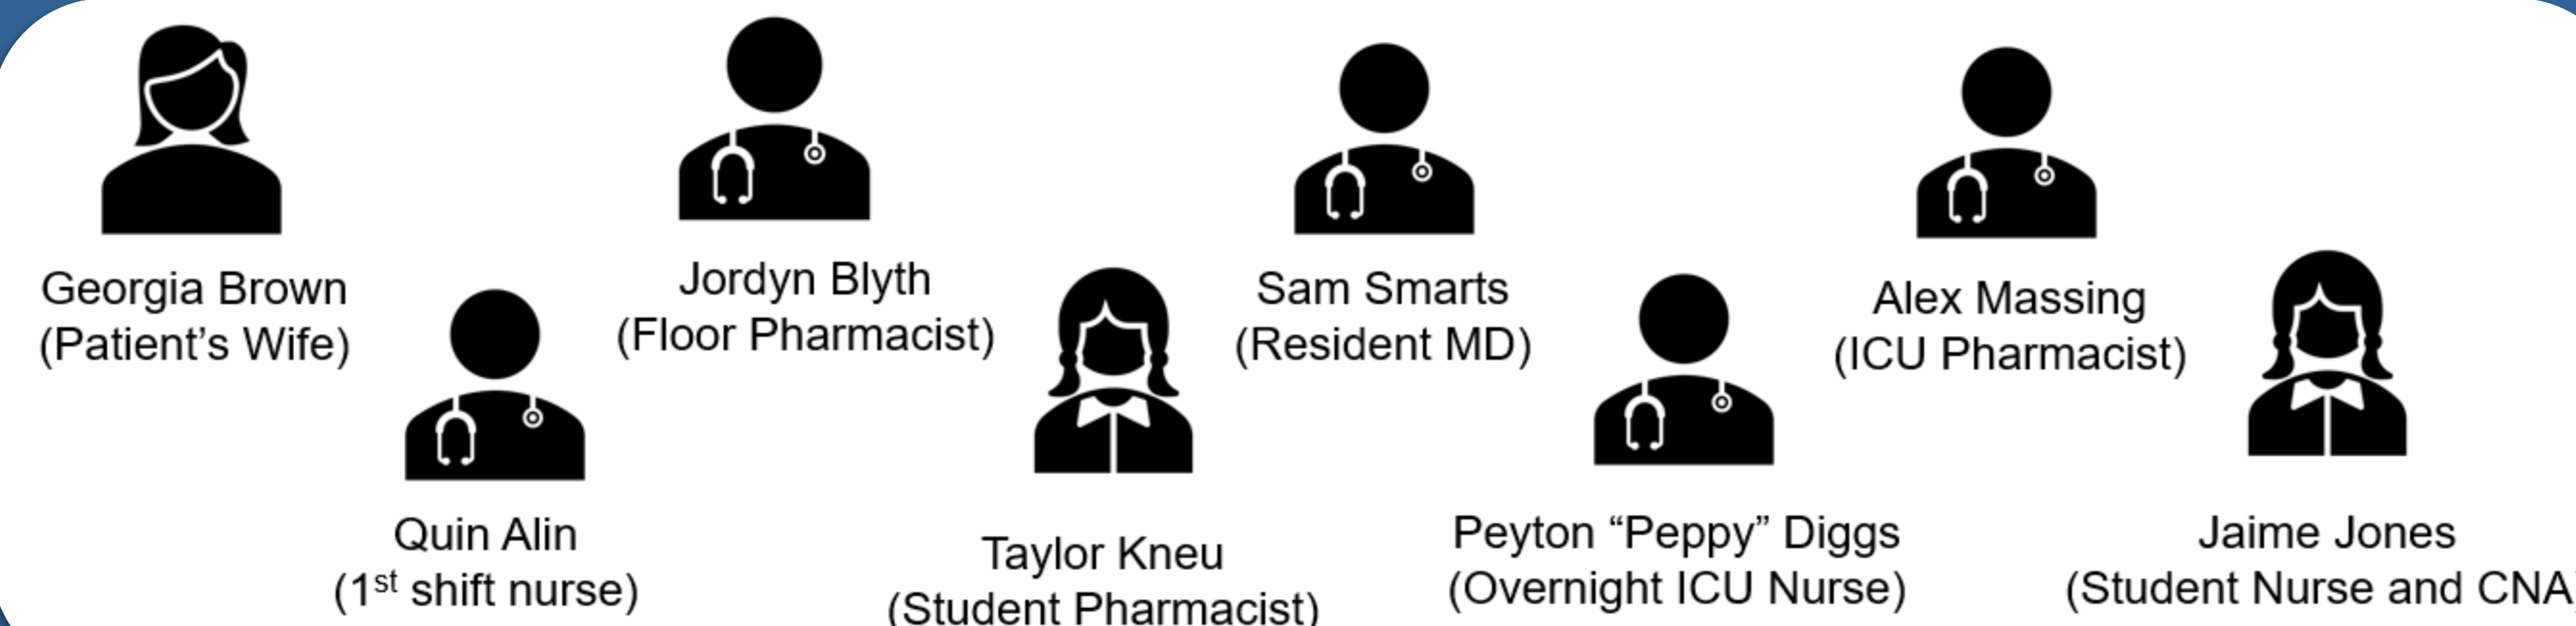 Georgia Brown
(Patient’s Wife)
Quin Alin
(1st shift nurse)
Jordyn Blyth
(Floor Pharmacist)
Taylor Kneu
(Student Pharmacist)
Sam Smarts
(Resident MD)
Peyton “Peppy” Diggs
(Overnight ICU Nurse)
Alex Massing
(ICU Pharmacist)
Jaime Jones
(Student Nurse and CNA